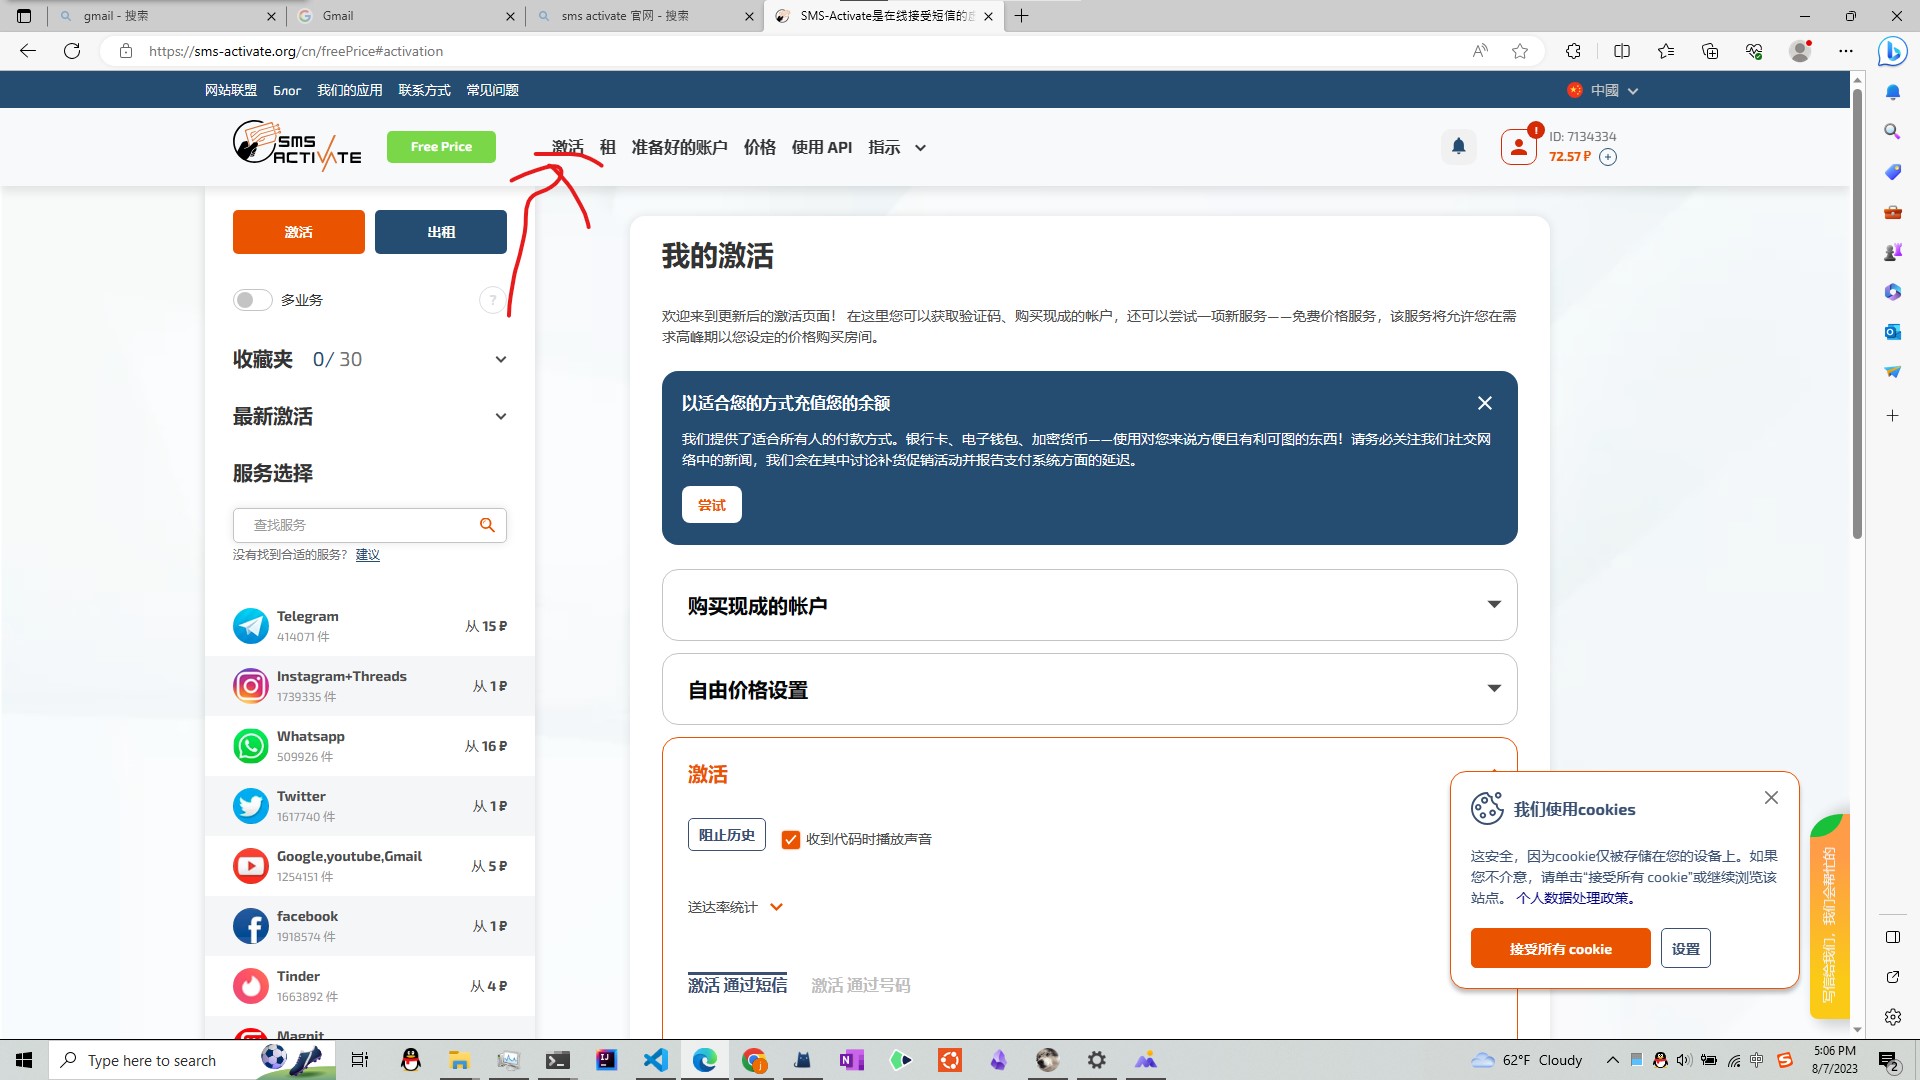 gmail - 搜索
Gmail
sms activate 官网 - 搜索
SMS-Activate是在线接受短信的
https://sms-activate.org/cn/freePrice#activation
网站联盟 Блог 我们的应用 联系方式 常见问题
中國
SMS ACTIVATE
Free Price
激活 租 准备好的账户 价格 使用 API 指示
ID: 7134334
72.57 ₽
激活 出租
多业务
收藏夹 0/ 30
最新激活
服务选择
查找服务
没有找到合适的服务? 建议
Telegram
414071 件
从 15 ₽
Instagram+Threads
1739335 件
从 1 ₽
Whatsapp
509926 件
从 16 ₽
Twitter
1617740 件
从 1 ₽
Google,youtube,Gmail
1254151 件
从 5 ₽
facebook
1918574 件
从 1 ₽
Tinder
1663892 件
从 4 ₽
Magnit
我的激活
欢迎来到更新后的激活页面! 在这里您可以获取验证码、购买现成的帐户，还可以尝试一项新服务——免费价格服务，该服务将允许您在需
求高峰期以您设定的价格购买房间。
以适合您的方式充值您的余额
我们提供了适合所有人的付款方式。银行卡、电子钱包、加密货币——使用对您来说方便且有利可图的东西！请务必关注我们社交网
络中的新闻，我们会在其中讨论补货促销活动并报告支付系统方面的延迟。
尝试
购买现成的帐户
自由价格设置
激活
阻止历史
收到代码时播放声音
送达率统计
激活 通过短信 激活 通过号码
我们使用cookies
这安全，因为cookie仅被存储在您的设备上。如果
您不介意，请单击“接受所有 cookie”或继续浏览该
站点。 个人数据处理政策。
接受所有 cookie 设置
写信给我们，我们会帮忙的
Type here to search
62°F Cloudy
中
5:06 PM
8/7/2023
2